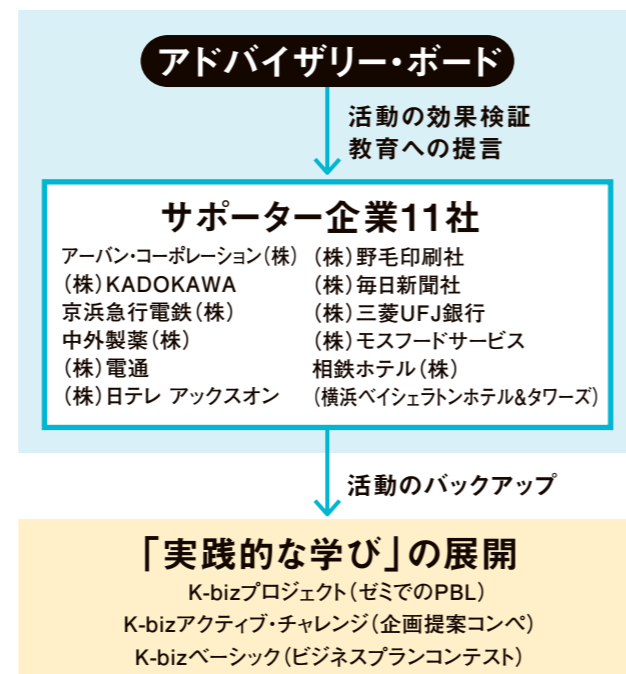 アドバイザリー・ボード
活動の効果検証
教育への提言
サポーター企業11社
アーバン・コーポレーション(株)
(株)KADOKAWA
京浜急行電鉄(株)
中外製薬(株)
(株)電通
(株)日テレ アックスオン
(株)野毛印刷社
(株)毎日新聞社
(株)三菱UFJ銀行
(株)モスフードサービス
相鉄ホテル(株)
(横浜ベイシェラトンホテル&タワーズ)
活動のバックアップ
「実践的な学び」の展開
K-bizプロジェクト(ゼミでのPBL)
K-bizアクティブ・チャレンジ(企画提案コンペ)
K-bizベーシック(ビジネスプランコンテスト)